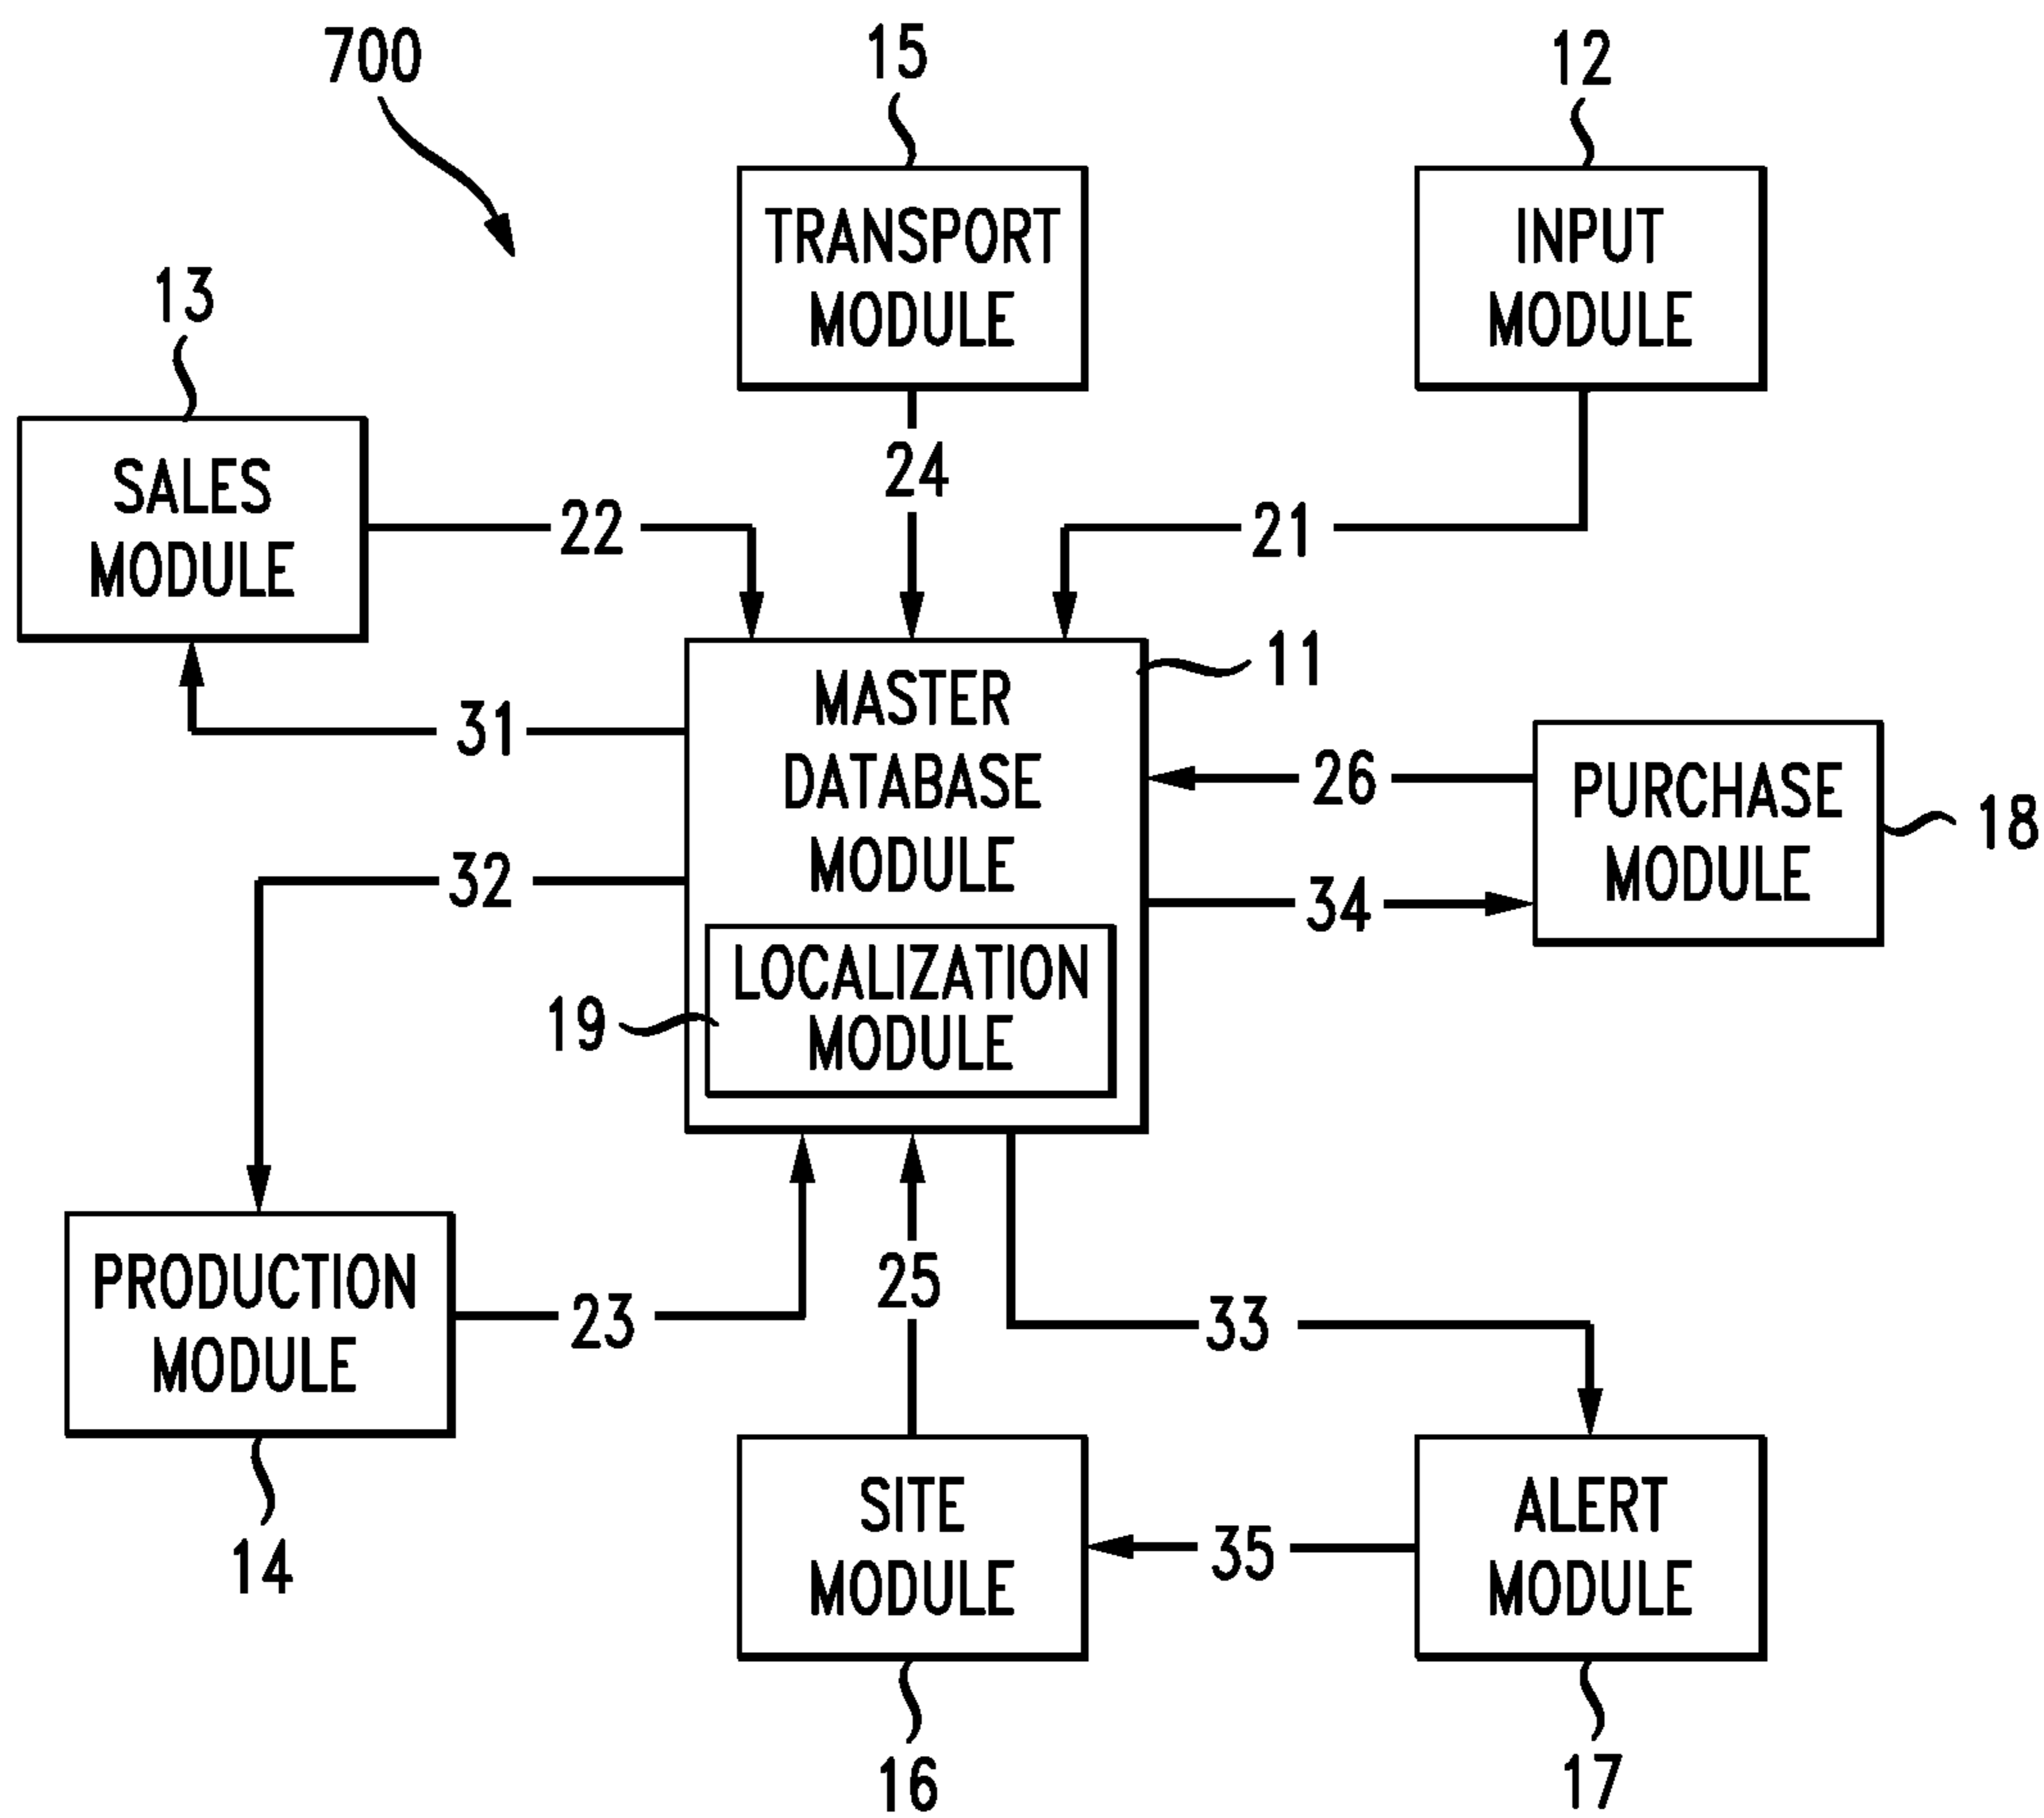 700
15
12
TRANSPORT
MODULE
INPUT
MODULE
13
SALES
MODULE
22
24
21
31
MASTER
DATABASE
MODULE
11
26
PURCHASE
MODULE
18
32
34
LOCALIZATION
MODULE
19
PRODUCTION
MODULE
14
23
25
33
SITE
MODULE
16
35
ALERT
MODULE
17